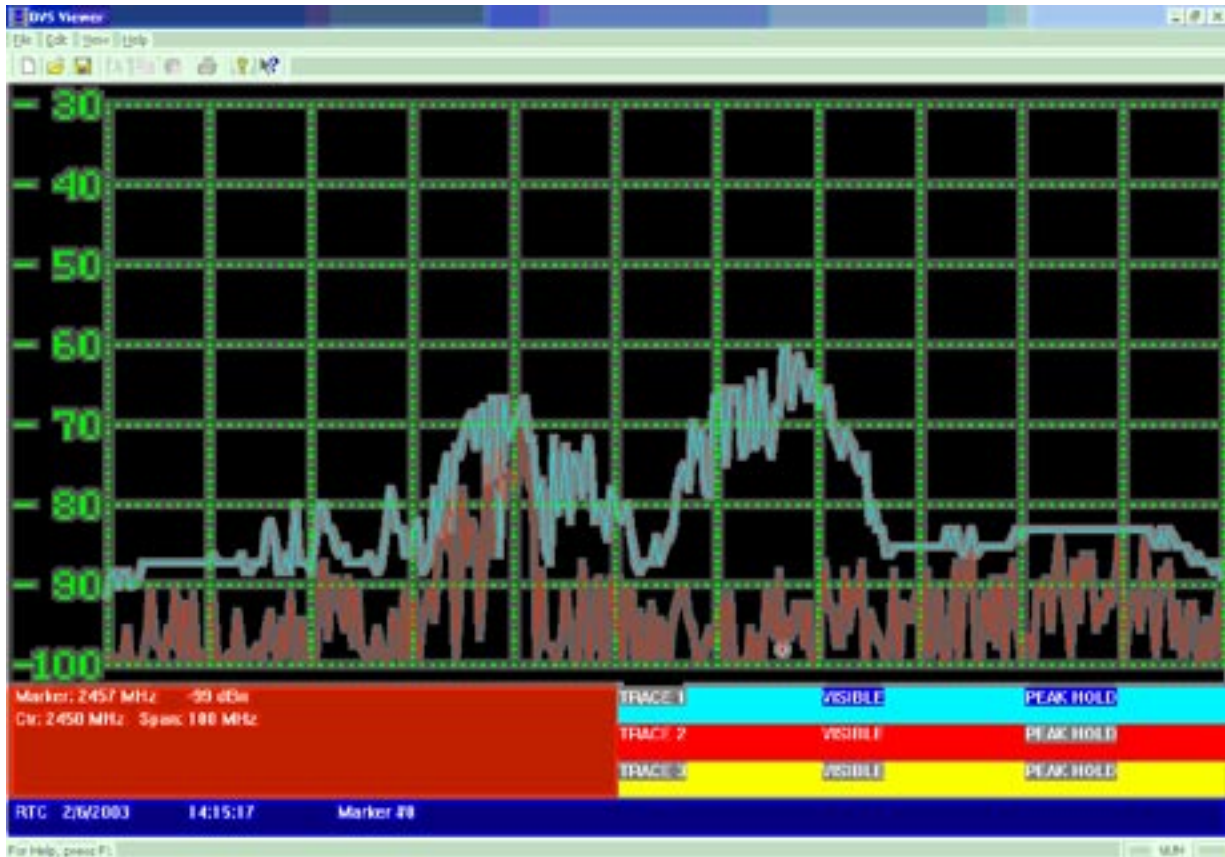 DVS Viewer
File Edit View Help
- 30
- 40
- 50
- 60
- 70
- 80
- 90
-100
Marker: 2457 MHz -99 dBm
Ctr: 2450 MHz Span: 100 MHz
TRACE 1 VISIBLE PEAK HOLD
TRACE 2 VISIBLE PEAK HOLD
TRACE 3 VISIBLE PEAK HOLD
RTC 2/6/2003 14:15:17 Marker #0
For Help, press F1
NUM